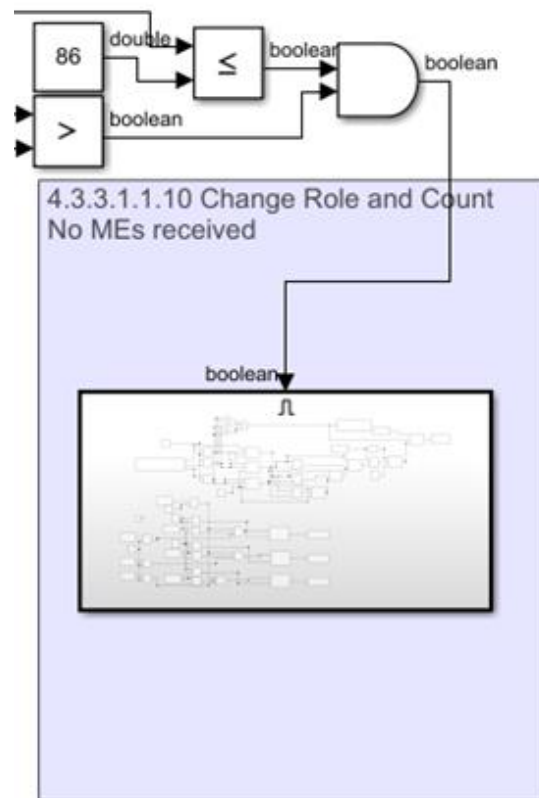 86
double
≤
boolean
boolean
>
boolean
4.3.3.1.1.10 Change Role and Count
No MEs received
boolean